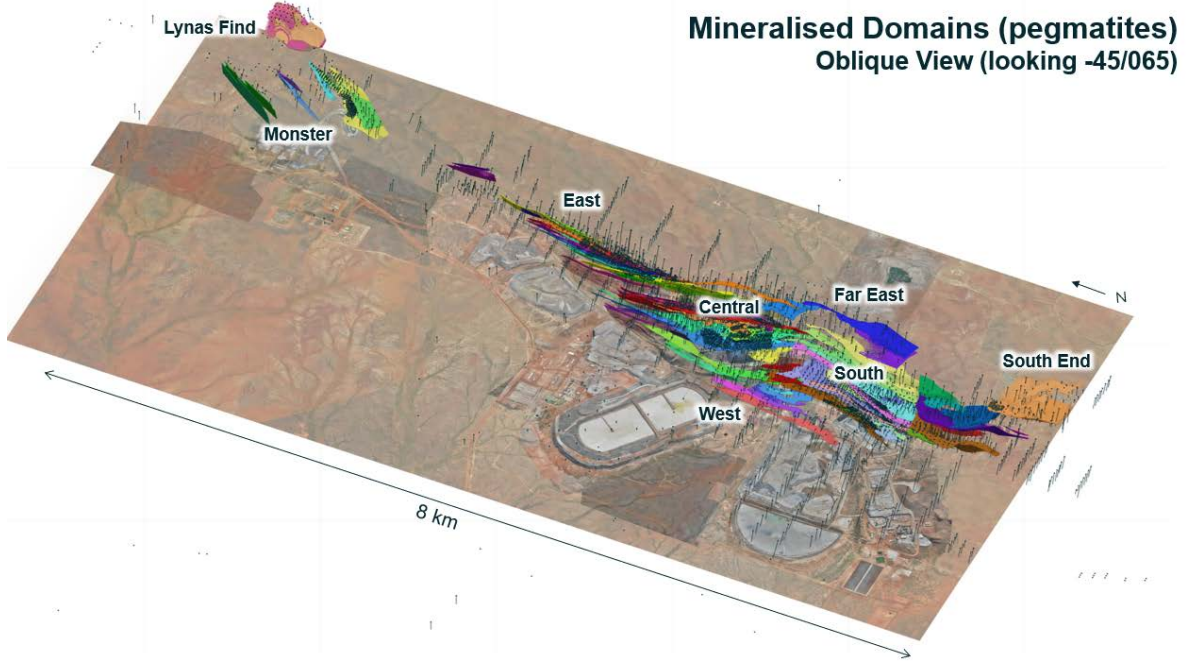 Mineralised Domains (pegmatites)
Oblique View (looking -45/065)
Lynas Find
Monster
East
N
Far East
Central
South End
South
West
8 km